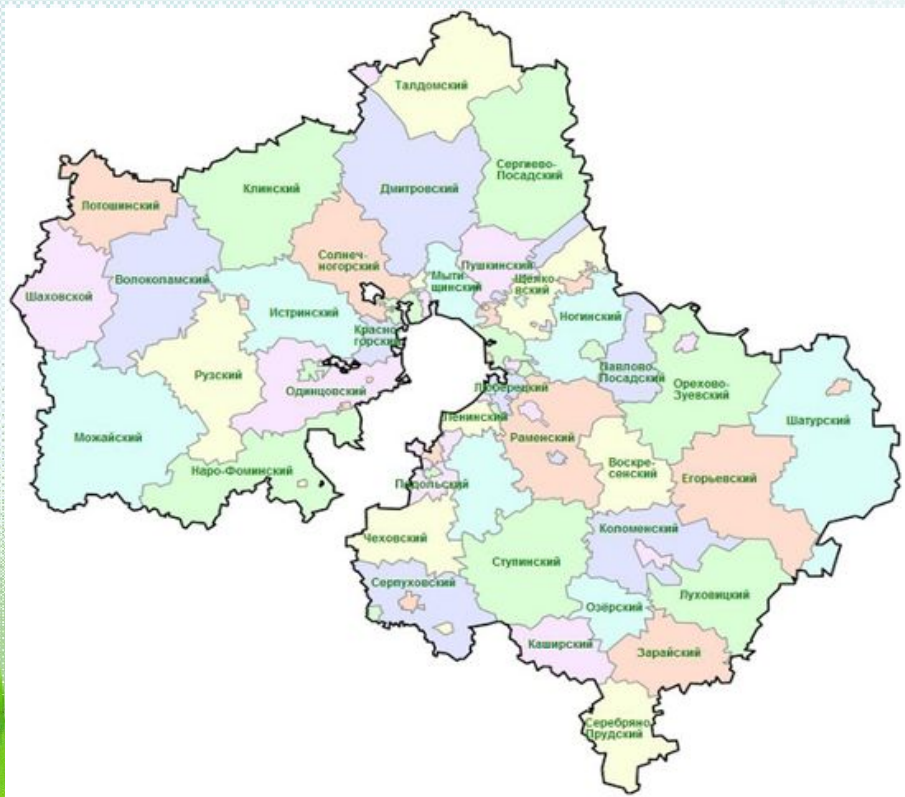 Талдомский
Сергиево-
Посадский
Клинский
Дмитровский
Лотошинский
Солнеч-
ногорский
Пушкинский
Мыти
щинский
Щёлко
вский
Волоколамский
Шаховской
Истринский
Ногинский
Красно
горский
Рузский
Павлово-
Посадский
Орехово-
Зуевский
Одинцовский
Люберецкий
Ленинский
Шатурский
Можайский
Раменский
Воскре-
сенский
Наро-Фоминский
Егорьевский
Подольский
Коломенский
Чеховский
Ступинский
Серпуховский
Луховицкий
Озёрский
Каширский
Зарайский
Серебряно
Прудский